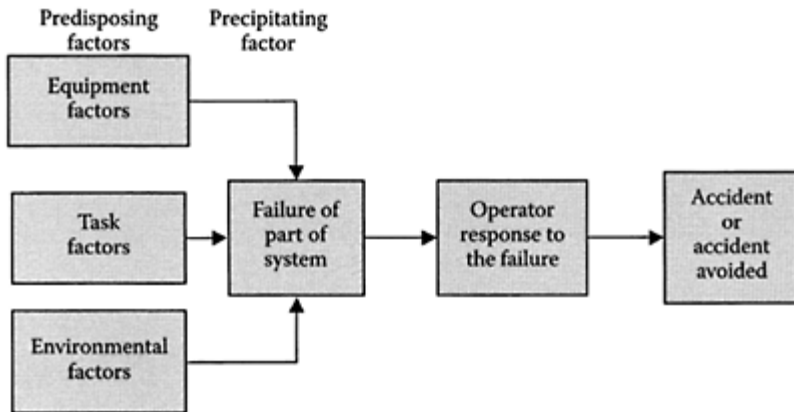 Predisposing
factors
Precipitating
factor
Equipment
factors
Task
factors
Environmental
factors
Failure of
part of
system
Operator
response to
the failure
Accident
or
accident
avoided